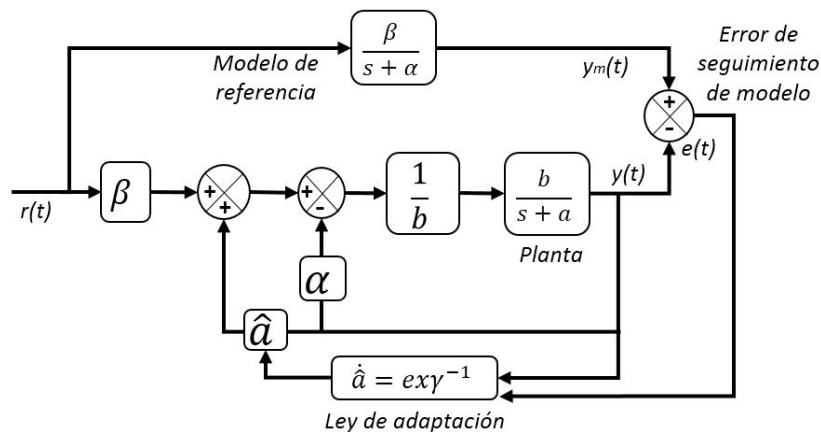 β
s + α
Modelo de
referencia
yₘ(t)
Error de
seguimiento
de modelo
+
-
e(t)
r(t)
β
+
+
+
-
1
b
b
s + a
y(t)
Planta
α
â
â̇ = exγ⁻¹
Ley de adaptación